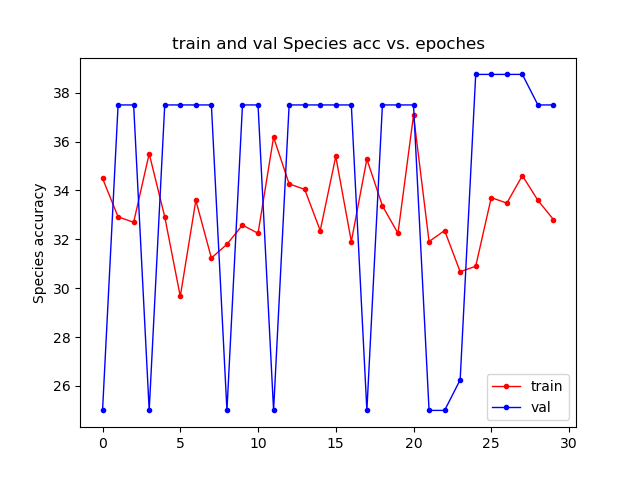 train and val Species acc vs. epoches
Species accuracy
38
36
34
32
30
28
26
0 5 10 15 20 25 30
train
val